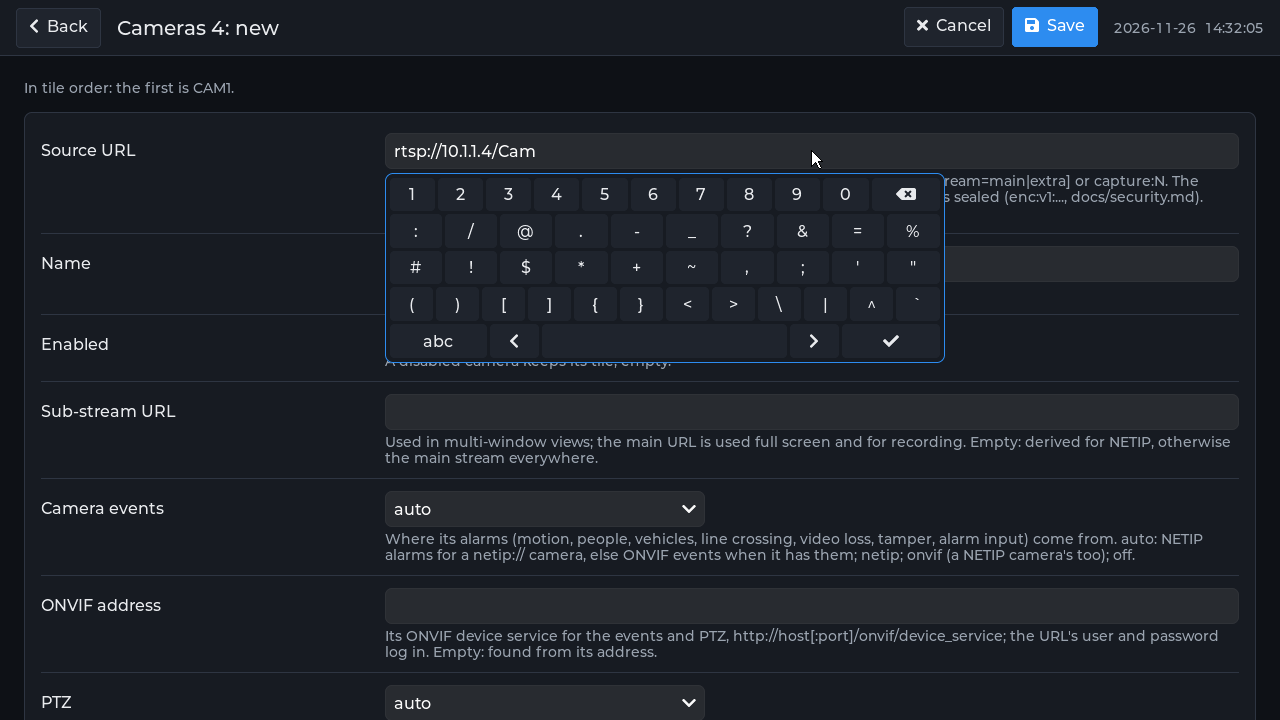 Back
Cameras 4: new
Cancel
Save
2026-11-26 14:32:05
In tile order: the first is CAM1.
Source URL
rtsp://10.1.1.4/Cam
ream=main|extra] or capture:N. The
s sealed (enc:v1:..., docs/security.md).
1 2 3 4 5 6 7 8 9 0
: / @ . - _ ? & = %
# ! $ * + ~ , ; ' "
( ) [ ] { } < > \ | ^ `
abc
Name
Enabled
A disabled camera keeps its tile, empty.
Sub-stream URL
Used in multi-window views; the main URL is used full screen and for recording. Empty: derived for NETIP, otherwise
the main stream everywhere.
Camera events
auto
Where its alarms (motion, people, vehicles, line crossing, video loss, tamper, alarm input) come from. auto: NETIP
alarms for a netip:// camera, else ONVIF events when it has them; netip; onvif (a NETIP camera's too); off.
ONVIF address
Its ONVIF device service for the events and PTZ, http://host[:port]/onvif/device_service; the URL's user and password
log in. Empty: found from its address.
PTZ
auto